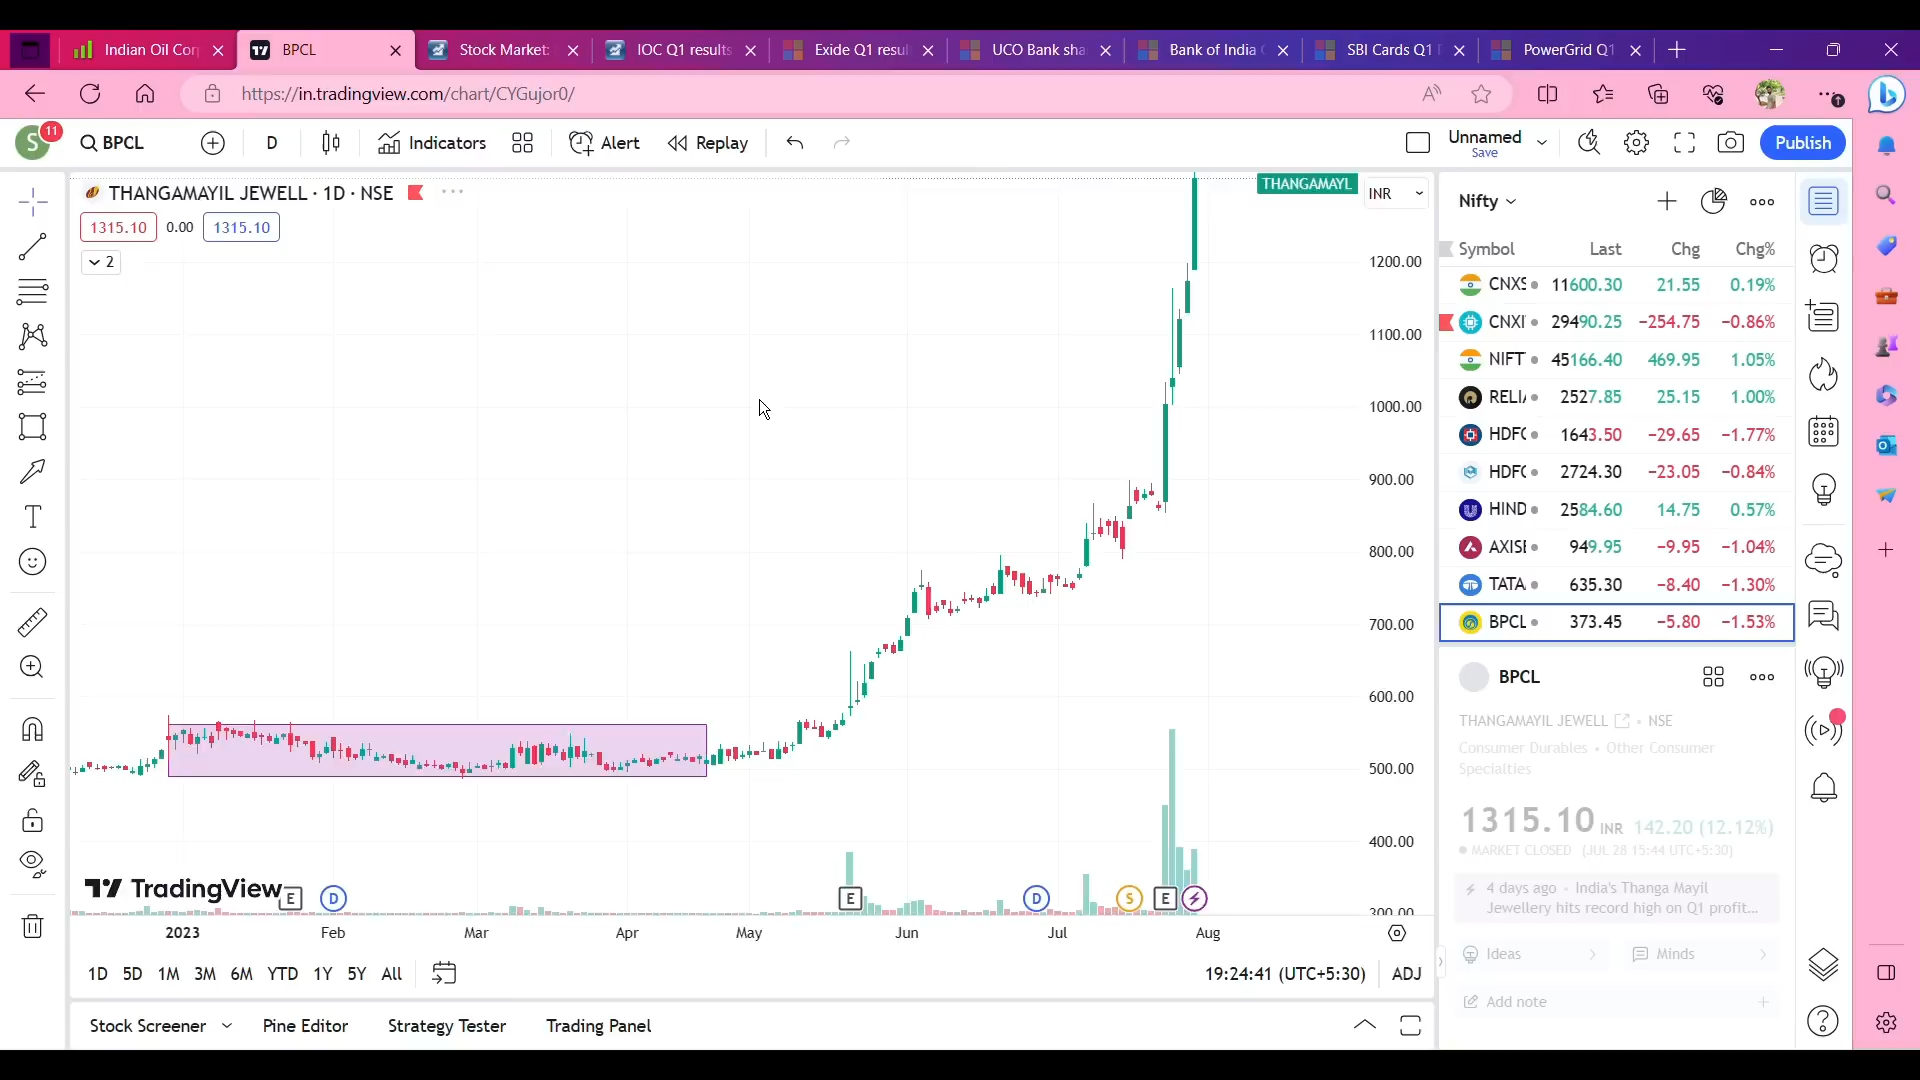 Indian Oil Cor
BPCL
Stock Market:
IOC Q1 results
Exide Q1 resul
UCO Bank sha
Bank of India
SBI Cards Q1
PowerGrid Q1
https://in.tradingview.com/chart/CYGujor0/
S
11
BPCL
D
Indicators
Alert
Replay
Unnamed
Save
Publish
THANGAMAYIL JEWELL · 1D · NSE
THANGAMAYL
INR
1315.10
0.00
1315.10
2
1200.00
1100.00
1000.00
900.00
800.00
700.00
600.00
500.00
400.00
300.00
TradingView
E
D
E
D
S
E
2023
Feb
Mar
Apr
May
Jun
Jul
Aug
1D 5D 1M 3M 6M YTD 1Y 5Y All
19:24:41 (UTC+5:30)
ADJ
Stock Screener
Pine Editor
Strategy Tester
Trading Panel
Nifty
Symbol Last Chg Chg%
CNXS 11600.30 21.55 0.19%
CNXI 29490.25 −254.75 −0.86%
NIFT 45166.40 469.95 1.05%
RELI 2527.85 25.15 1.00%
HDFC 1643.50 −29.65 −1.77%
HDFC 2724.30 −23.05 −0.84%
HIND 2584.60 14.75 0.57%
AXISE 949.95 −9.95 −1.04%
TATA 635.30 −8.40 −1.30%
BPCL 373.45 −5.80 −1.53%
BPCL
THANGAMAYIL JEWELL • NSE
Consumer Durables • Other Consumer
Specialties
1315.10 INR 142.20 (12.12%)
MARKET CLOSED (JUL 28 15:44 UTC+5:30)
4 days ago · India's Thanga Mayil
Jewellery hits record high on Q1 profit...
Ideas
Minds
Add note